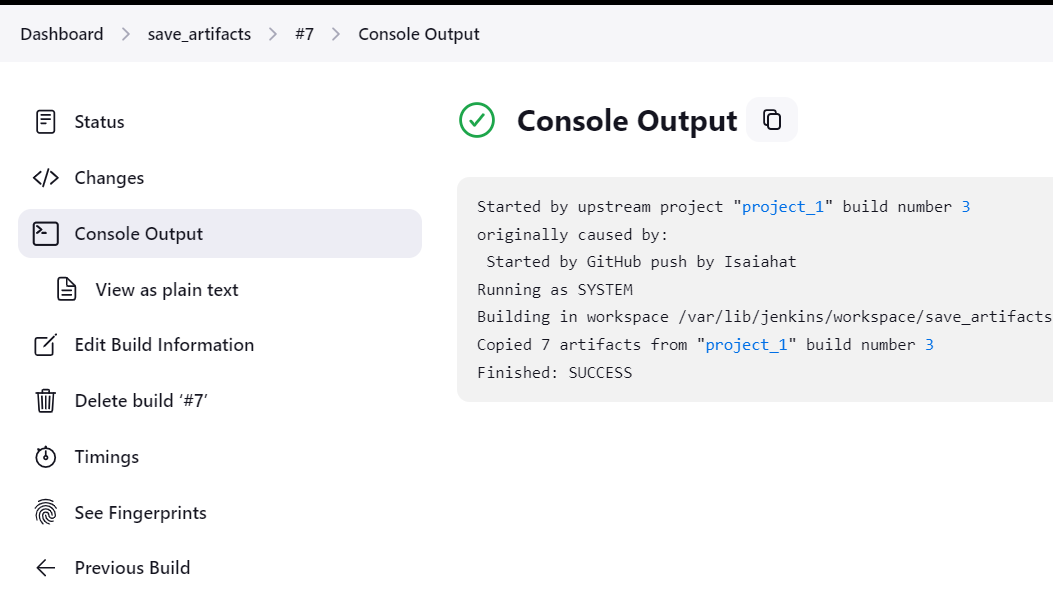 Dashboard > save_artifacts > #7 > Console Output
Status
Changes
Console Output
View as plain text
Edit Build Information
Delete build ‘#7’
Timings
See Fingerprints
Previous Build
Console Output
Started by upstream project "project_1" build number 3
originally caused by:
Started by GitHub push by Isaiahat
Running as SYSTEM
Building in workspace /var/lib/jenkins/workspace/save_artifacts
Copied 7 artifacts from "project_1" build number 3
Finished: SUCCESS